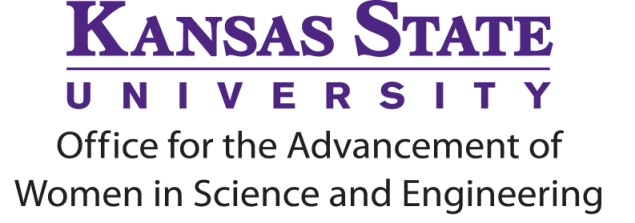 KANSAS STATE
UNIVERSITY
Office for the Advancement of
Women in Science and Engineering